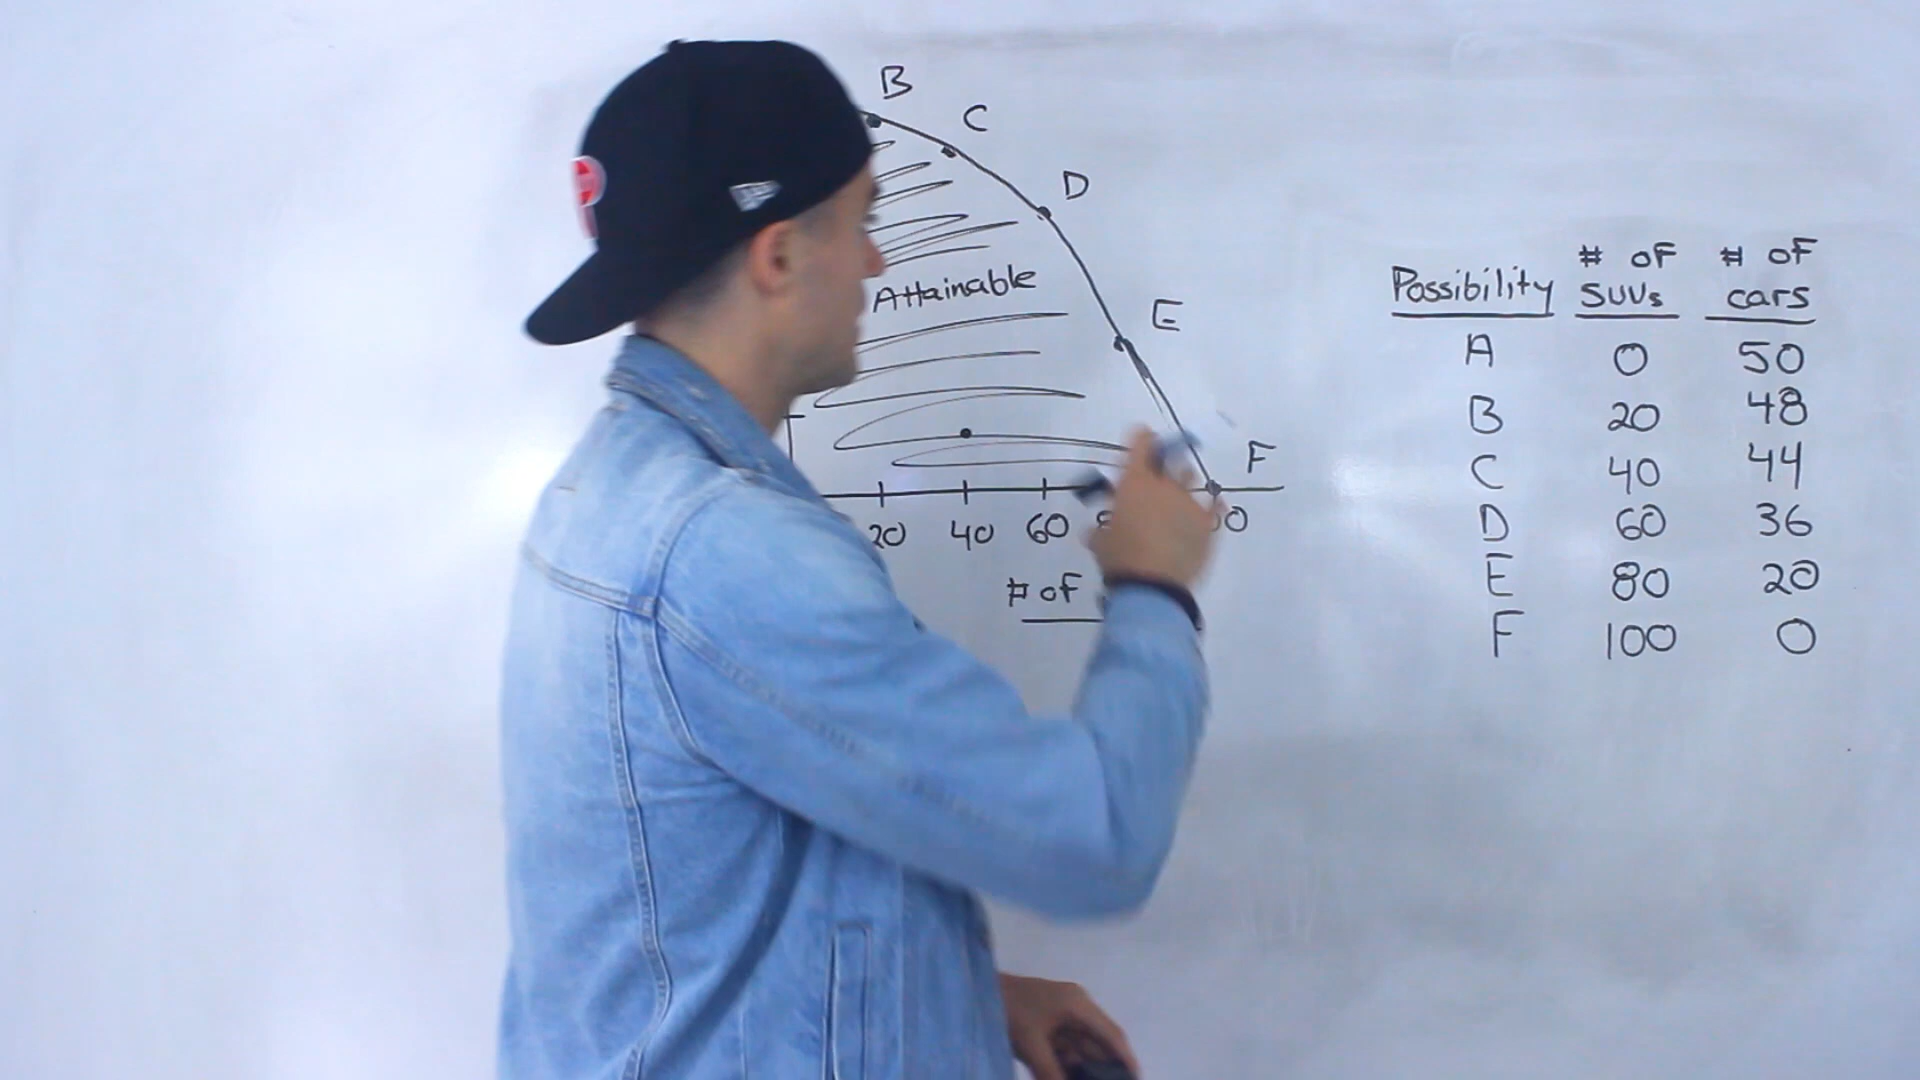 B
C
D
Attainable
E
F
20 40 60
# of
Possibility # of SUVs # of cars
A 0 50
B 20 48
C 40 44
D 60 36
E 80 20
F 100 0